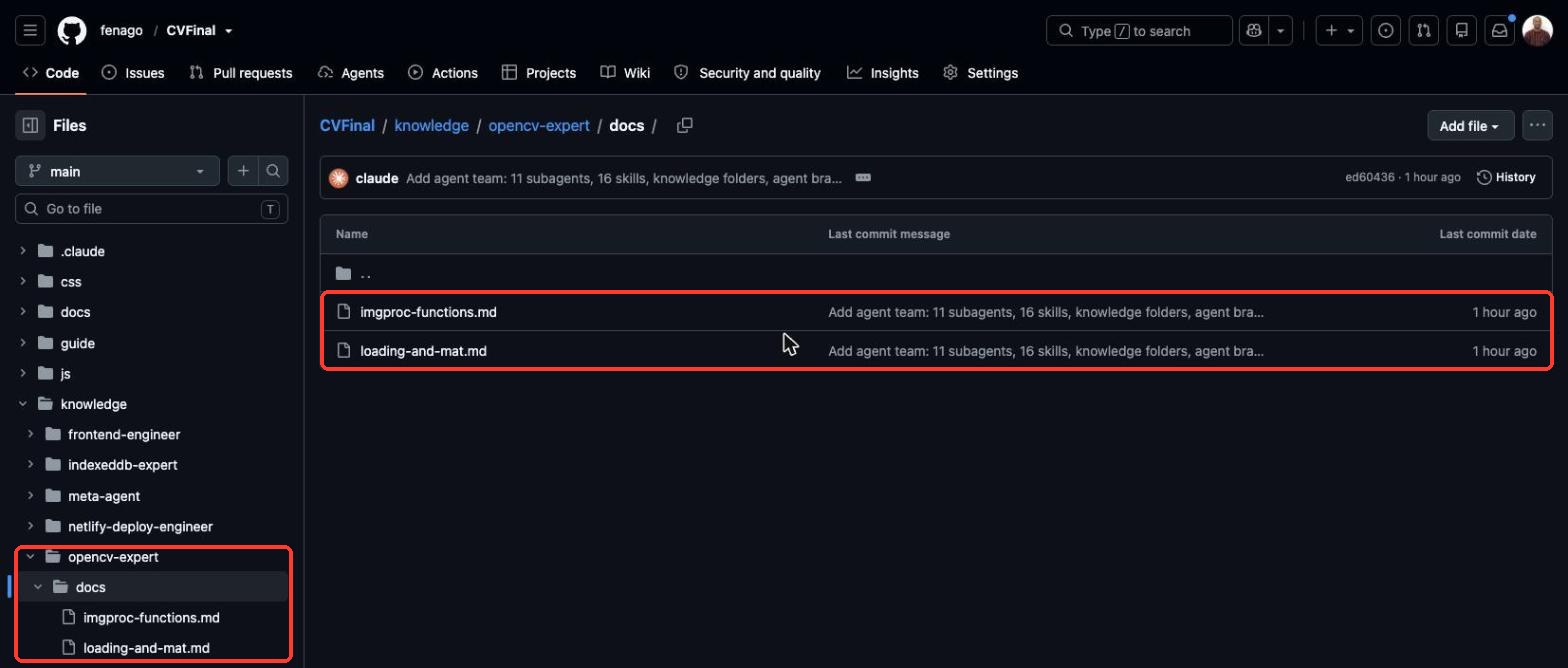 fenago / CVFinal
Type / to search
Code
Issues
Pull requests
Agents
Actions
Projects
Wiki
Security and quality
Insights
Settings
Files
main
Go to file
T
.claude
css
docs
guide
js
knowledge
frontend-engineer
indexeddb-expert
meta-agent
netlify-deploy-engineer
opencv-expert
docs
imgproc-functions.md
loading-and-mat.md
CVFinal / knowledge / opencv-expert / docs /
Add file
claude Add agent team: 11 subagents, 16 skills, knowledge folders, agent bra...
ed60436 · 1 hour ago
History
Name Last commit message Last commit date
..
imgproc-functions.md Add agent team: 11 subagents, 16 skills, knowledge folders, agent bra... 1 hour ago
loading-and-mat.md Add agent team: 11 subagents, 16 skills, knowledge folders, agent bra... 1 hour ago